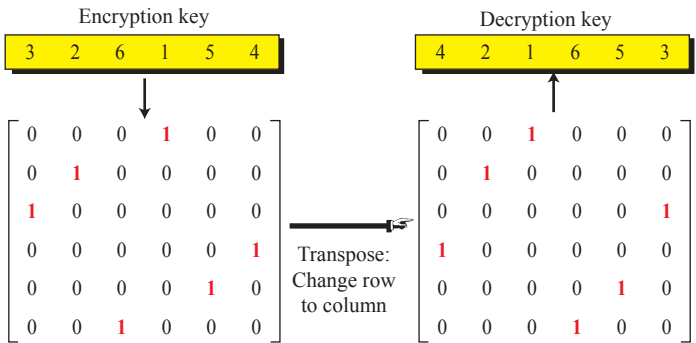 Encryption key
3 2 6 1 5 4
0 0 0 1 0 0
0 1 0 0 0 0
1 0 0 0 0 0
0 0 0 0 0 1
0 0 0 0 1 0
0 0 1 0 0 0
Transpose:
Change row
to column
Decryption key
4 2 1 6 5 3
0 0 1 0 0 0
0 1 0 0 0 0
0 0 0 0 0 1
1 0 0 0 0 0
0 0 0 0 1 0
0 0 0 1 0 0